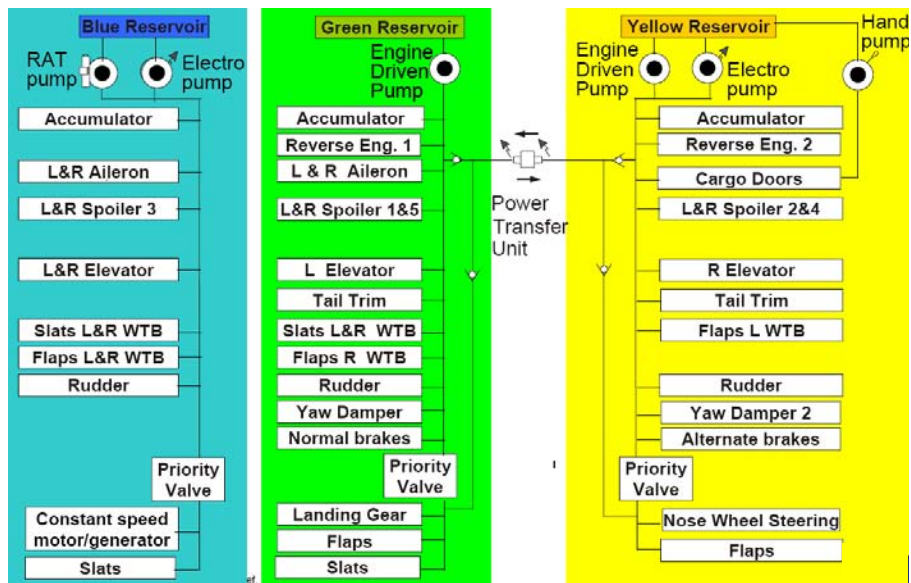 Blue Reservoir
RAT
pump
Electro
pump
Accumulator
L&R Aileron
L&R Spoiler 3
L&R Elevator
Slats L&R WTB
Flaps L&R WTB
Rudder
Priority
Valve
Constant speed
motor/generator
Slats
ef
Green Reservoir
Engine
Driven
Pump
Accumulator
Reverse Eng. 1
L & R Aileron
L&R Spoiler 1&5
L Elevator
Tail Trim
Slats L&R WTB
Flaps R WTB
Rudder
Yaw Damper
Normal brakes
Priority
Valve
Landing Gear
Flaps
Slats
Power
Transfer
Unit
Yellow Reservoir
Engine
Driven
Pump
Electro
pump
Hand
pump
Accumulator
Reverse Eng. 2
Cargo Doors
L&R Spoiler 2&4
R Elevator
Tail Trim
Flaps L WTB
Rudder
Yaw Damper 2
Alternate brakes
Priority
Valve
Nose Wheel Steering
Flaps